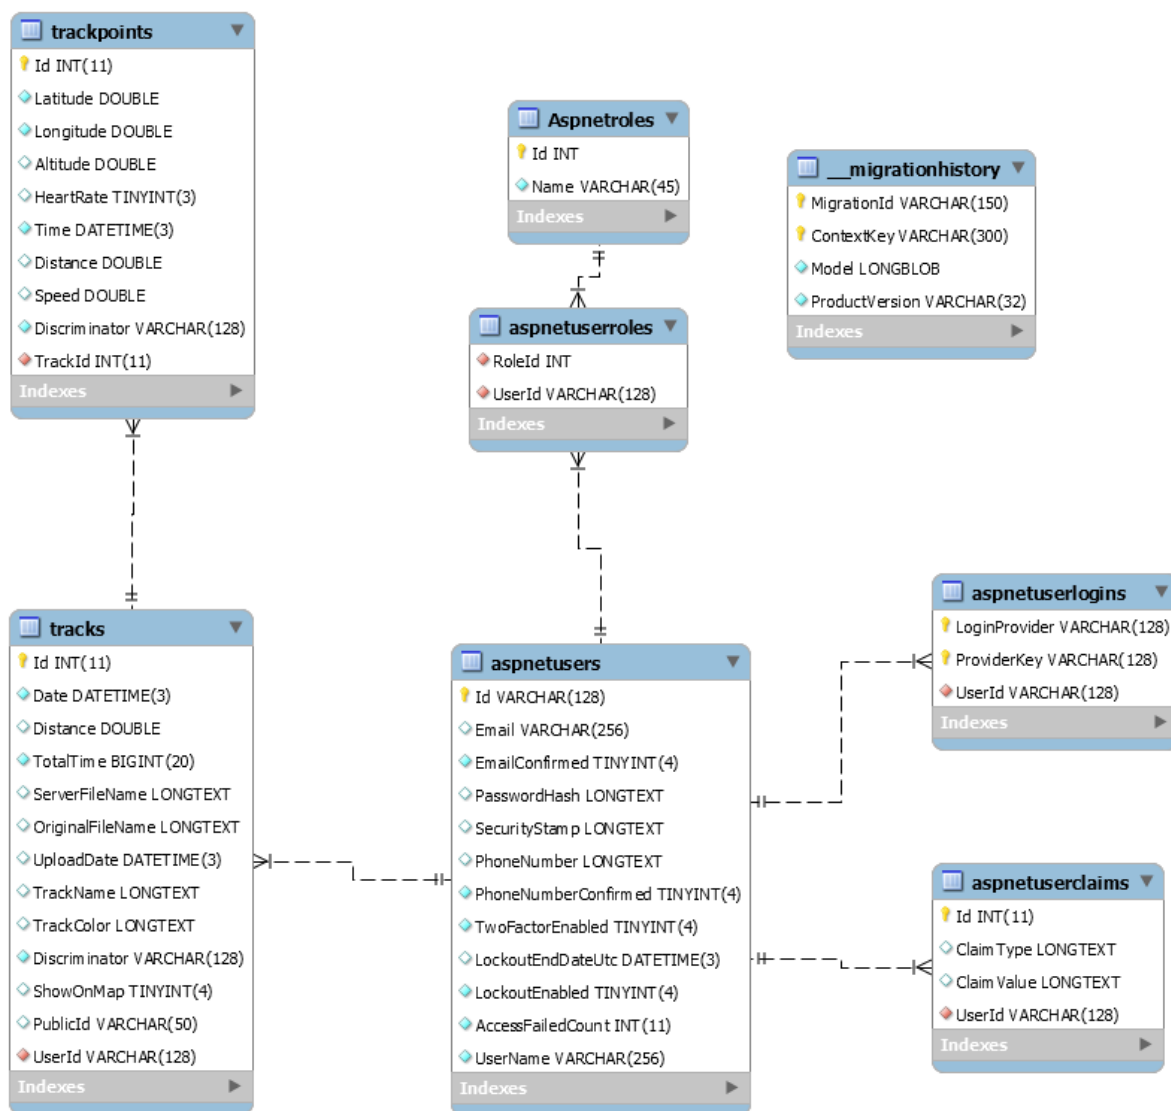 trackpoints
Id INT(11)
Latitude DOUBLE
Longitude DOUBLE
Altitude DOUBLE
HeartRate TINYINT(3)
Time DATETIME(3)
Distance DOUBLE
Speed DOUBLE
Discriminator VARCHAR(128)
TrackId INT(11)
Indexes
Aspnetroles
Id INT
Name VARCHAR(45)
Indexes
__migrationhistory
MigrationId VARCHAR(150)
ContextKey VARCHAR(300)
Model LONGBLOB
ProductVersion VARCHAR(32)
Indexes
aspnetuserroles
RoleId INT
UserId VARCHAR(128)
Indexes
tracks
Id INT(11)
Date DATETIME(3)
Distance DOUBLE
TotalTime BIGINT(20)
ServerFileName LONGTEXT
OriginalFileName LONGTEXT
UploadDate DATETIME(3)
TrackName LONGTEXT
TrackColor LONGTEXT
Discriminator VARCHAR(128)
ShowOnMap TINYINT(4)
PublicId VARCHAR(50)
UserId VARCHAR(128)
Indexes
aspnetusers
Id VARCHAR(128)
Email VARCHAR(256)
EmailConfirmed TINYINT(4)
PasswordHash LONGTEXT
SecurityStamp LONGTEXT
PhoneNumber LONGTEXT
PhoneNumberConfirmed TINYINT(4)
TwoFactorEnabled TINYINT(4)
LockoutEndDateUtc DATETIME(3)
LockoutEnabled TINYINT(4)
AccessFailedCount INT(11)
UserName VARCHAR(256)
Indexes
aspnetuserlogins
LoginProvider VARCHAR(128)
ProviderKey VARCHAR(128)
UserId VARCHAR(128)
Indexes
aspnetuserclaims
Id INT(11)
ClaimType LONGTEXT
ClaimValue LONGTEXT
UserId VARCHAR(128)
Indexes